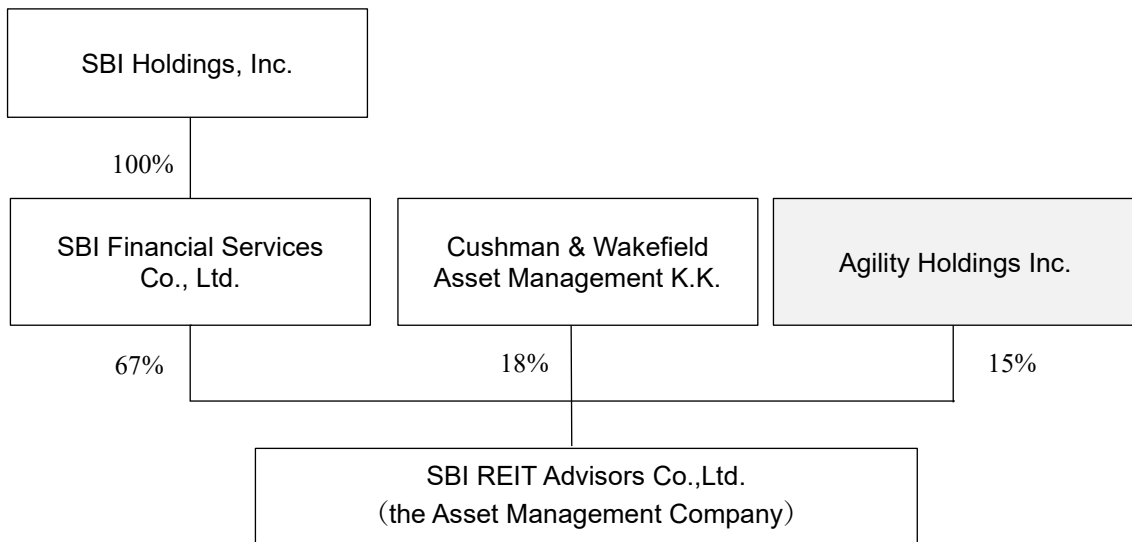 SBI Holdings, Inc.
100%
SBI Financial Services
Co., Ltd.
Cushman & Wakefield
Asset Management K.K.
Agility Holdings Inc.
67%
18%
15%
SBI REIT Advisors Co.,Ltd.
（the Asset Management Company）